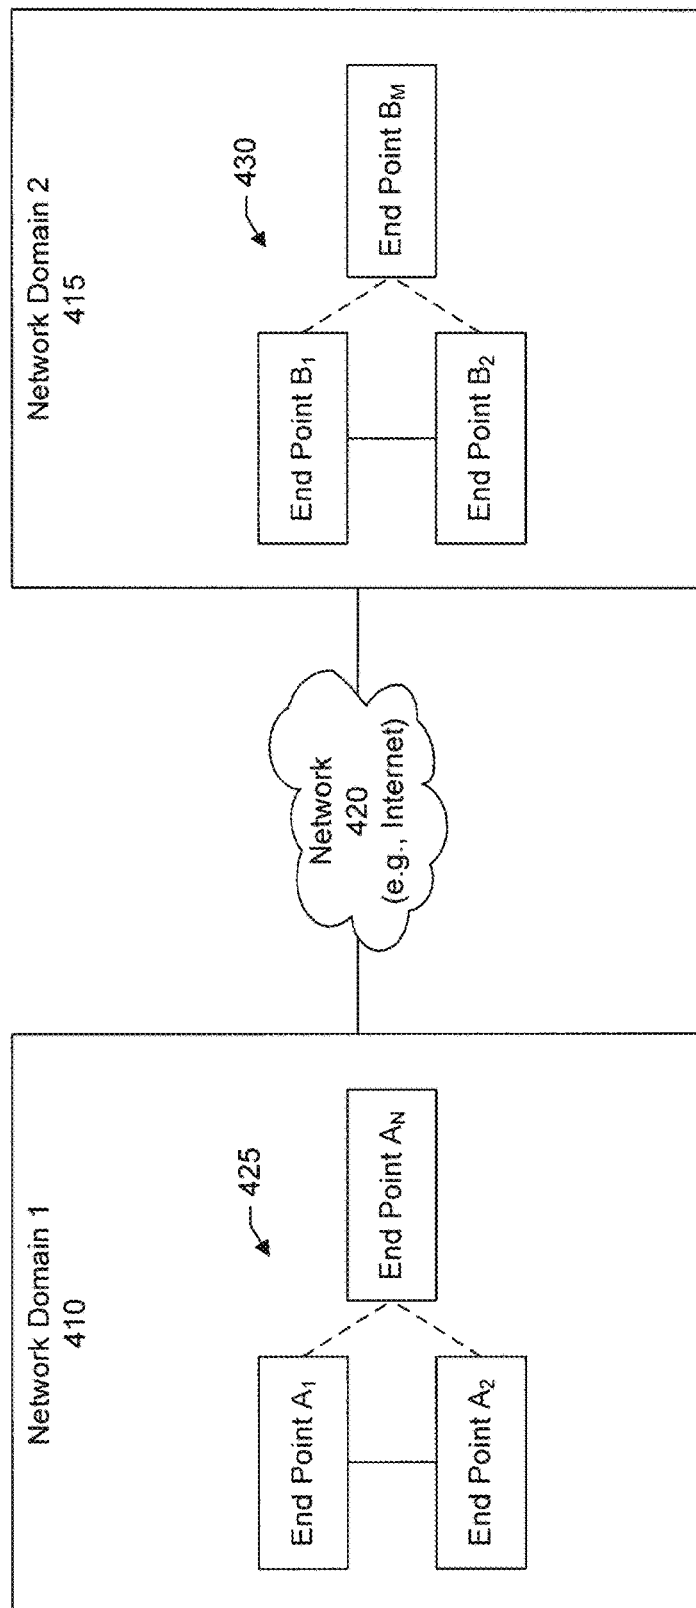 Network Domain 1
410
425
End Point A₁
End Point A₂
End Point Aₙ
Network
420
(e.g., Internet)
Network Domain 2
415
430
End Point B₁
End Point B₂
End Point Bᴍ